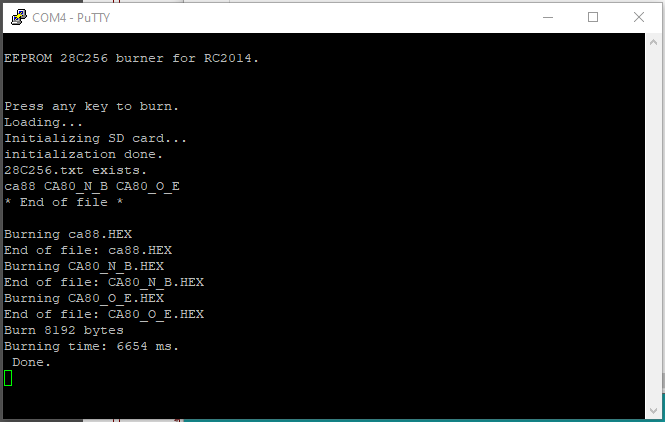 COM4 - PuTTY
EEPROM 28C256 burner for RC2014.
Press any key to burn.
Loading...
Initializing SD card...
initialization done.
28C256.txt exists.
ca88 CA80_N_B CA80_O_E
* End of file *
Burning ca88.HEX
End of file: ca88.HEX
Burning CA80_N_B.HEX
End of file: CA80_N_B.HEX
Burning CA80_O_E.HEX
End of file: CA80_O_E.HEX
Burn 8192 bytes
Burning time: 6654 ms.
Done.